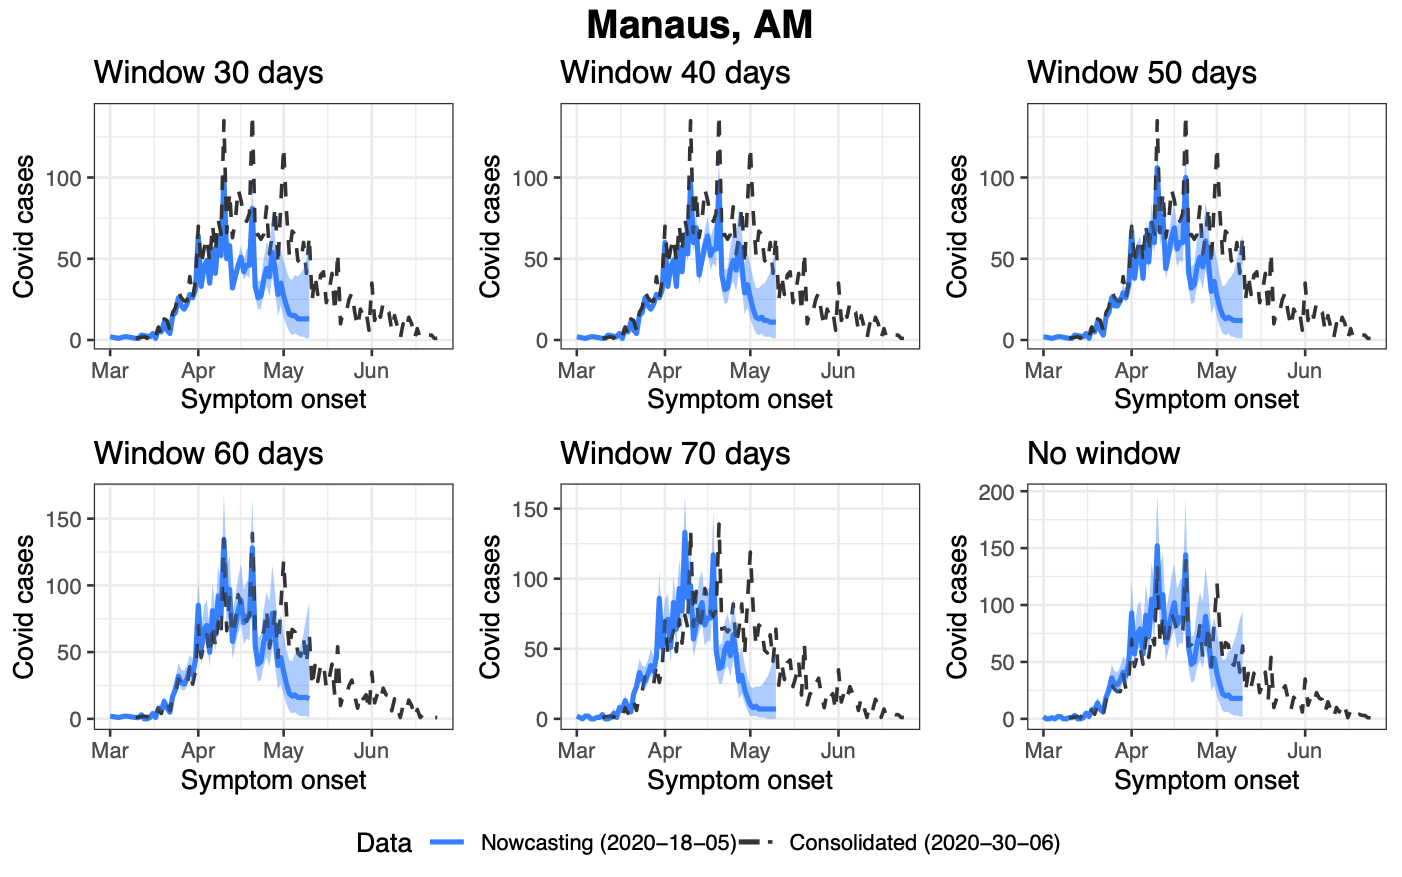 Manaus, AM
Window 30 days
Window 40 days
Window 50 days
Covid cases
100
50
0
Mar
Apr
May
Jun
Symptom onset
Covid cases
100
50
0
Mar
Apr
May
Jun
Symptom onset
Covid cases
100
50
0
Mar
Apr
May
Jun
Symptom onset
Window 60 days
Window 70 days
No window
Covid cases
150
100
50
0
Mar
Apr
May
Jun
Symptom onset
Covid cases
150
100
50
0
Mar
Apr
May
Jun
Symptom onset
Covid cases
200
150
100
50
0
Mar
Apr
May
Jun
Symptom onset
Data
Nowcasting (2020−18−05)
Consolidated (2020−30−06)